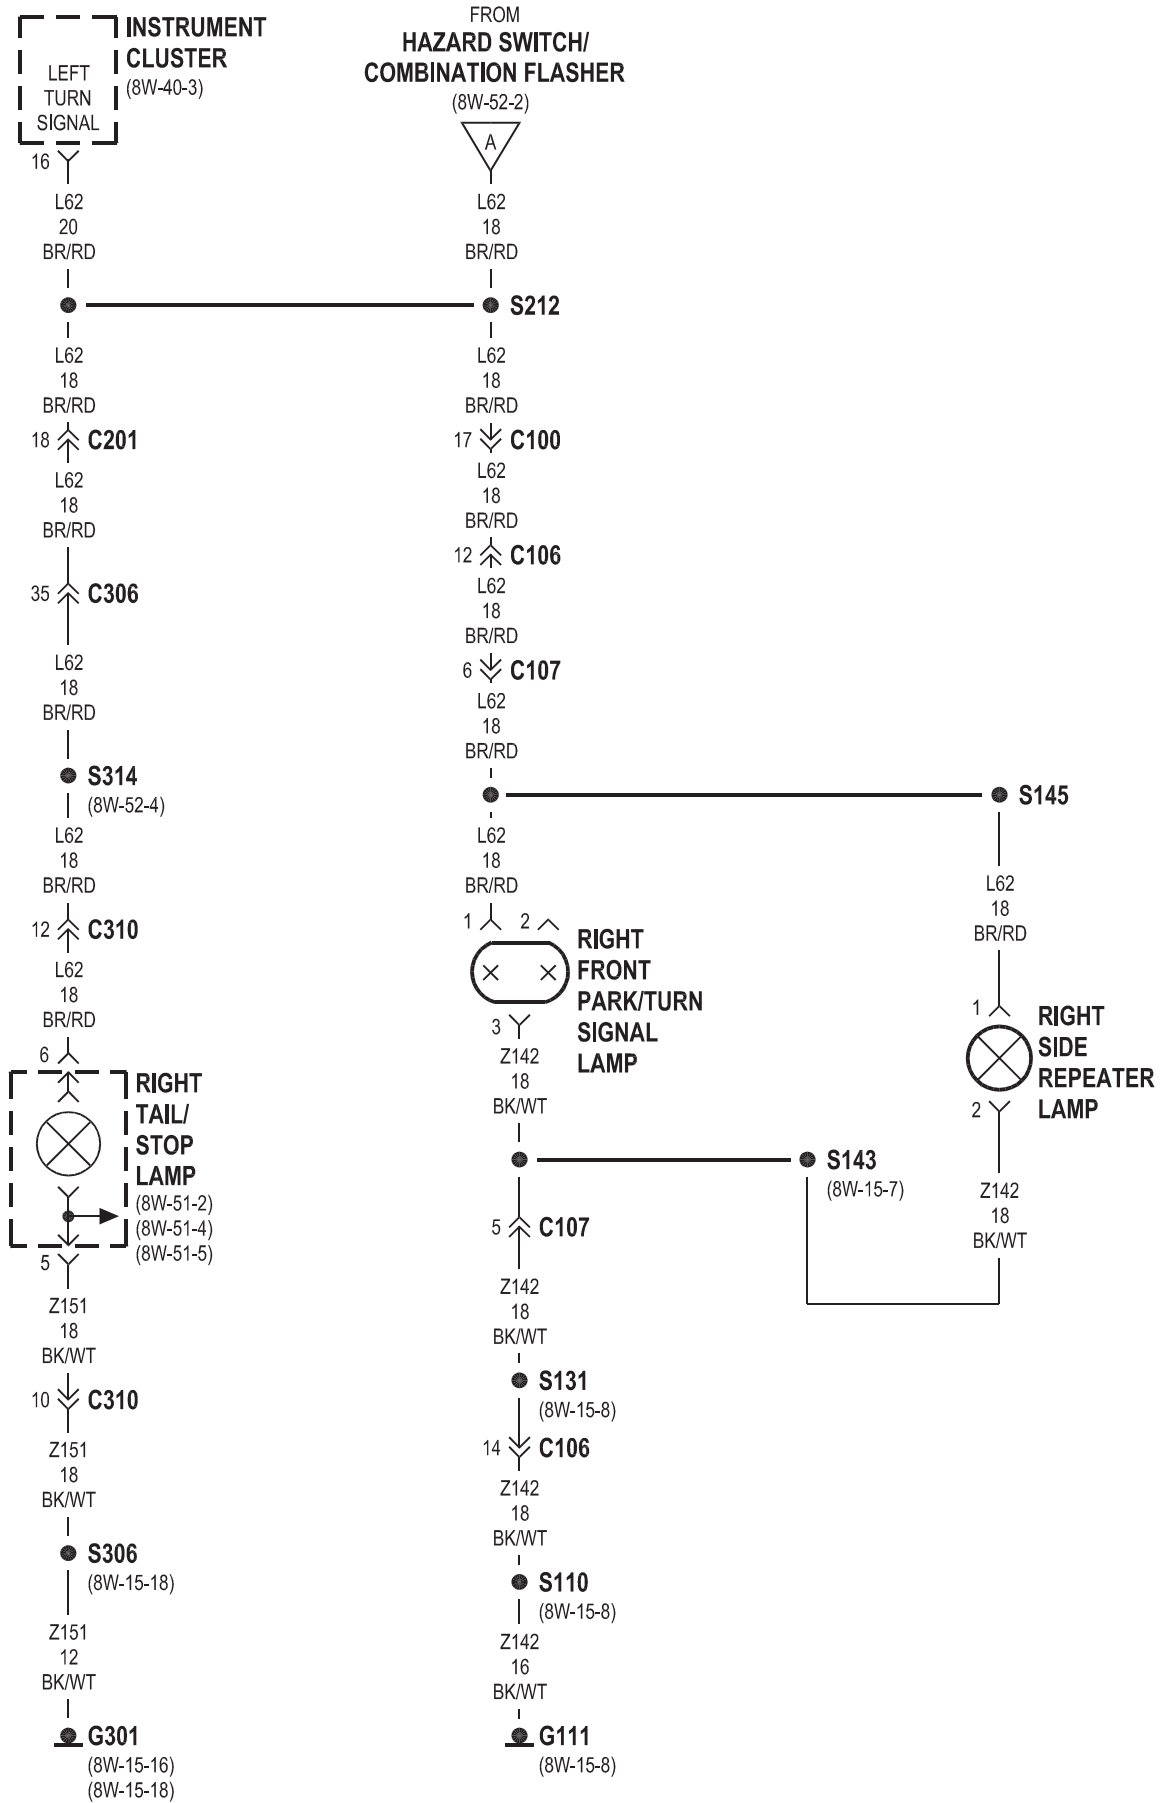 INSTRUMENT
CLUSTER
(8W-40-3)
LEFT
TURN
SIGNAL
16
L62
20
BR/RD
L62
18
BR/RD
18
C201
L62
18
BR/RD
35
C306
L62
18
BR/RD
S314
(8W-52-4)
L62
18
BR/RD
12
C310
L62
18
BR/RD
6
RIGHT
TAIL/
STOP
LAMP
(8W-51-2)
(8W-51-4)
(8W-51-5)
5
Z151
18
BK/WT
10
C310
Z151
18
BK/WT
S306
(8W-15-18)
Z151
12
BK/WT
G301
(8W-15-16)
(8W-15-18)
FROM
HAZARD SWITCH/
COMBINATION FLASHER
(8W-52-2)
A
L62
18
BR/RD
S212
L62
18
BR/RD
17
C100
L62
18
BR/RD
12
C106
L62
18
BR/RD
6
C107
L62
18
BR/RD
S145
L62
18
BR/RD
1
2
RIGHT
FRONT
PARK/TURN
SIGNAL
LAMP
3
Z142
18
BK/WT
S143
(8W-15-7)
5
C107
Z142
18
BK/WT
S131
(8W-15-8)
14
C106
Z142
18
BK/WT
S110
(8W-15-8)
Z142
16
BK/WT
G111
(8W-15-8)
L62
18
BR/RD
1
RIGHT
SIDE
REPEATER
LAMP
2
Z142
18
BK/WT